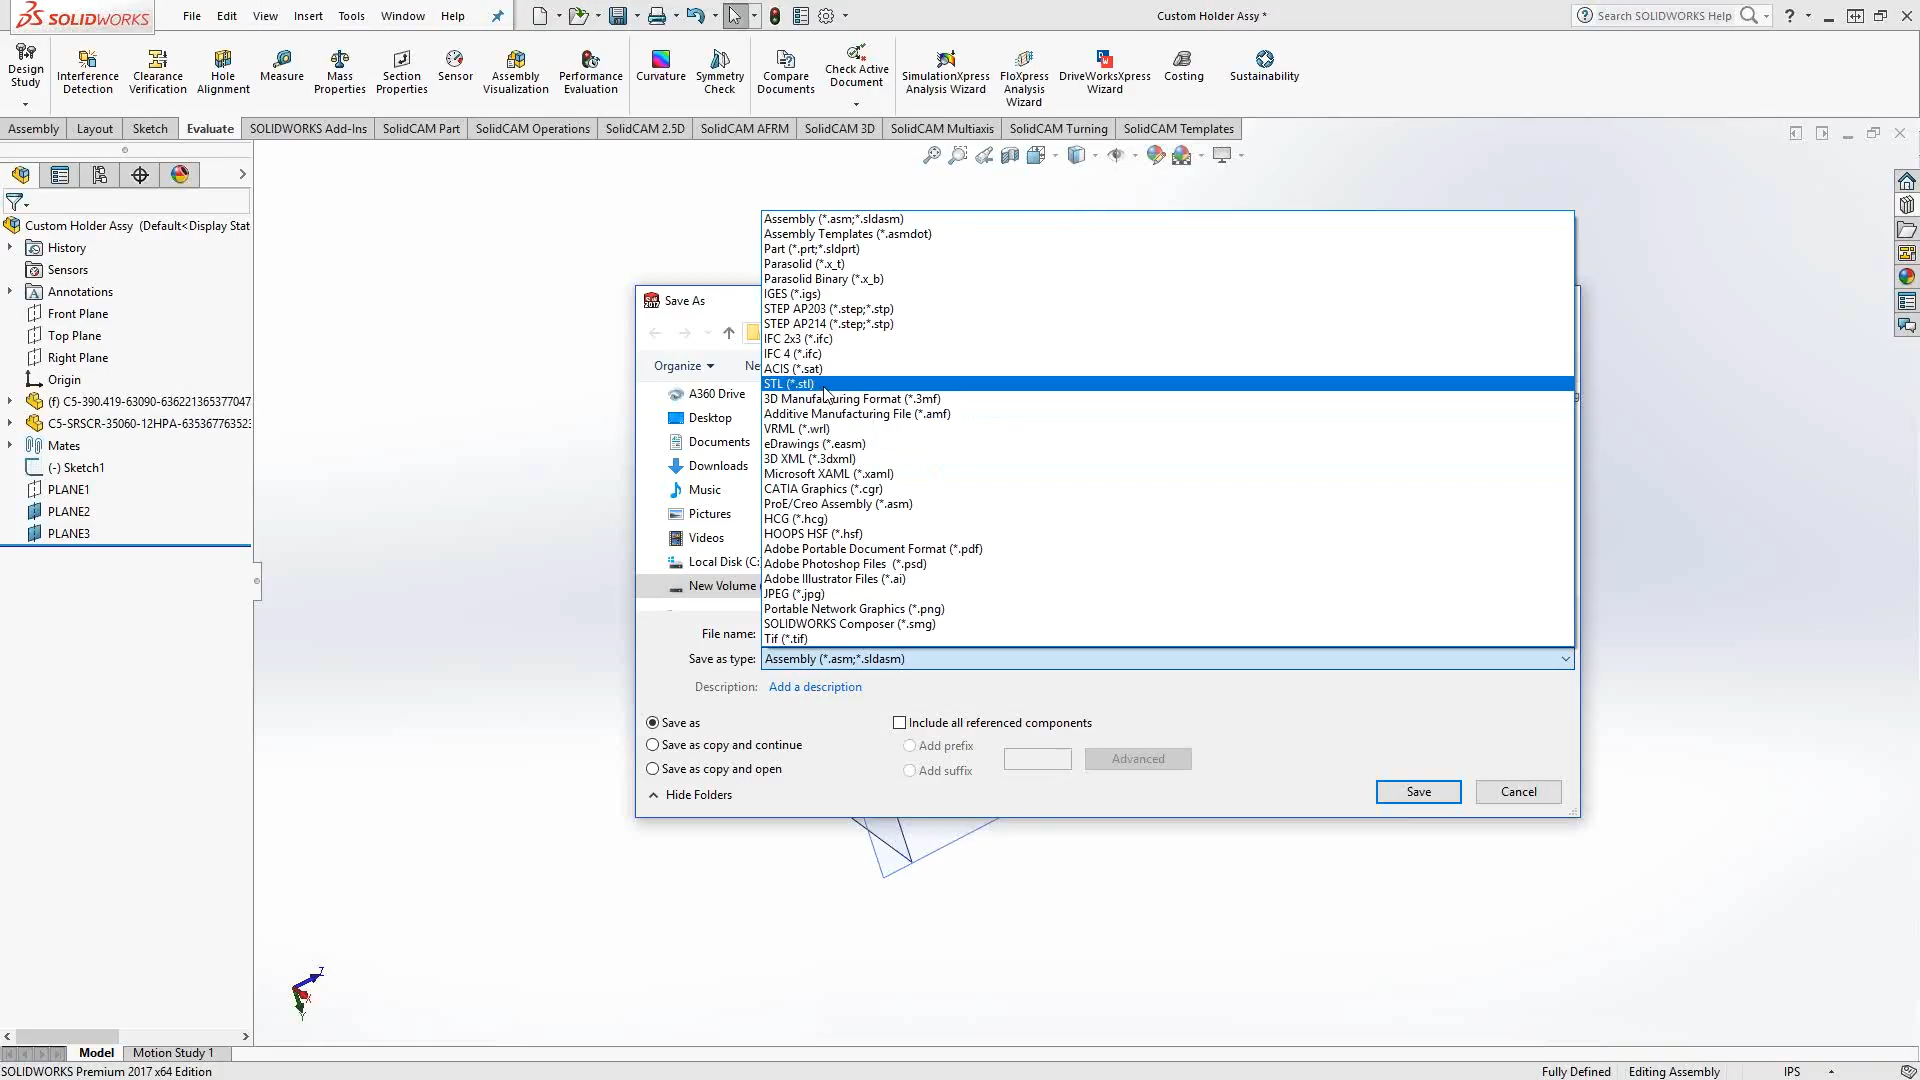 SOLIDWORKS
File Edit View Insert Tools Window Help
Custom Holder Assy *
Search SOLIDWORKS Help
Design Study
Interference Detection
Clearance Verification
Hole Alignment
Measure
Mass Properties
Section Properties
Sensor
Assembly Visualization
Performance Evaluation
Curvature
Symmetry Check
Compare Documents
Check Active Document
SimulationXpress Analysis Wizard
FloXpress Analysis Wizard
DriveWorksXpress Wizard
Costing
Sustainability
Assembly Layout Sketch Evaluate SOLIDWORKS Add-Ins SolidCAM Part SolidCAM Operations SolidCAM 2.5D SolidCAM AFRM SolidCAM 3D SolidCAM Multiaxis SolidCAM Turning SolidCAM Templates
Custom Holder Assy (Default<Display Stat
History
Sensors
Annotations
Front Plane
Top Plane
Right Plane
Origin
(f) C5-390.419-63090-636221365377047
C5-SRSCR-35060-12HPA-635367763523
Mates
(-) Sketch1
PLANE1
PLANE2
PLANE3
Save As
Organize
Ne
A360 Drive
Desktop
Documents
Downloads
Music
Pictures
Videos
Local Disk (C:
New Volume (
Assembly (*.asm;*.sldasm)
Assembly Templates (*.asmdot)
Part (*.prt;*.sldprt)
Parasolid (*.x_t)
Parasolid Binary (*.x_b)
IGES (*.igs)
STEP AP203 (*.step;*.stp)
STEP AP214 (*.step;*.stp)
IFC 2x3 (*.ifc)
IFC 4 (*.ifc)
ACIS (*.sat)
STL (*.stl)
3D Manufacturing Format (*.3mf)
Additive Manufacturing File (*.amf)
VRML (*.wrl)
eDrawings (*.easm)
3D XML (*.3dxml)
Microsoft XAML (*.xaml)
CATIA Graphics (*.cgr)
ProE/Creo Assembly (*.asm)
HCG (*.hcg)
HOOPS HSF (*.hsf)
Adobe Portable Document Format (*.pdf)
Adobe Photoshop Files (*.psd)
Adobe Illustrator Files (*.ai)
JPEG (*.jpg)
Portable Network Graphics (*.png)
SOLIDWORKS Composer (*.smg)
Tif (*.tif)
File name:
Save as type: Assembly (*.asm;*.sldasm)
Description: Add a description
Save as
Save as copy and continue
Save as copy and open
Include all referenced components
Add prefix
Add suffix
Advanced
Hide Folders
Save
Cancel
Z
X
Y
Model Motion Study 1
SOLIDWORKS Premium 2017 x64 Edition
Fully Defined Editing Assembly IPS